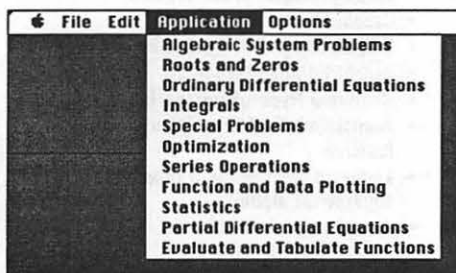 File Edit Application Options
Algebraic System Problems
Roots and Zeros
Ordinary Differential Equations
Integrals
Special Problems
Optimization
Series Operations
Function and Data Plotting
Statistics
Partial Differential Equations
Evaluate and Tabulate Functions